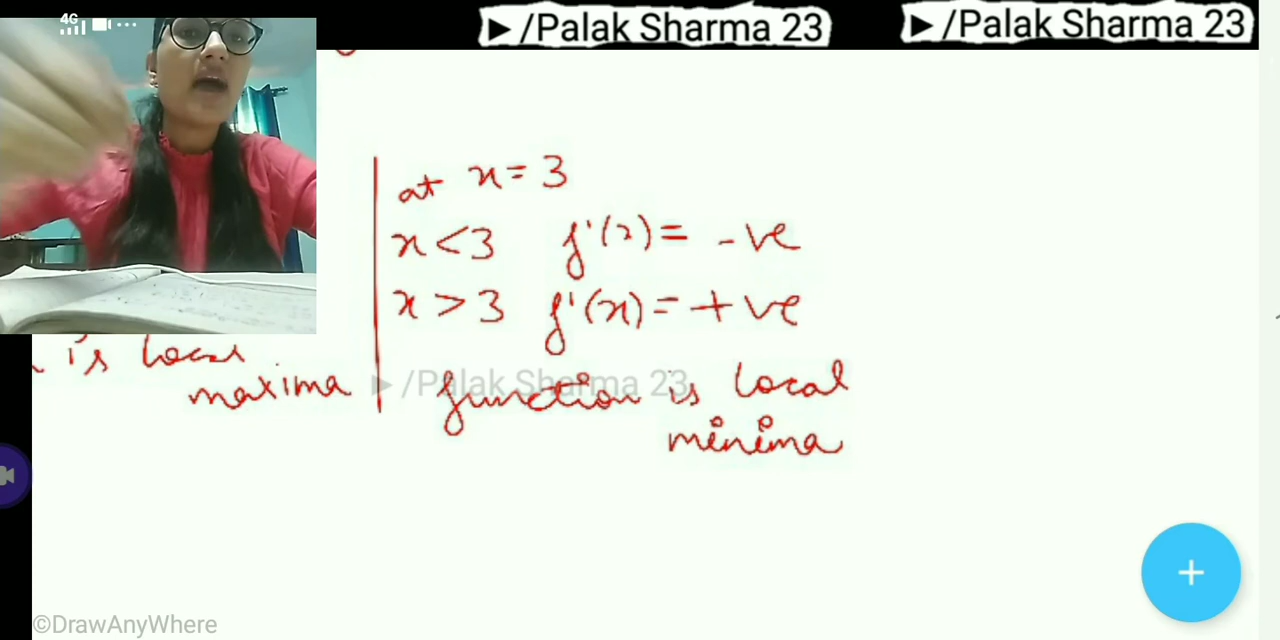 4G
▶/Palak Sharma 23 ▶/Palak Sharma 23
at x = 3
x < 3 f'(x) = -ve
x > 3 f'(x) = +ve
is local
maxima
▶/Palak Sharma 23
function is local
minima
©DrawAnyWhere